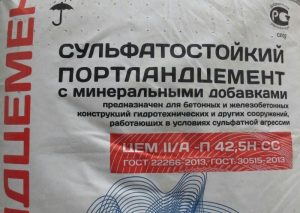 СУЛЬФАТОСТОЙКИЙ
ПОРТЛАНДЦЕМЕНТ
С МИНЕРАЛЬНЫМИ ДОБАВКАМИ
предназначен для бетонных и железобетонных
конструкций гидротехнических и других сооружений,
работающих в условиях сульфатной агрессии
ЦЕМ II/А -П 42,5Н СС
ГОСТ 22266-2013, ГОСТ 30515-2013
НДЦЕМЕН